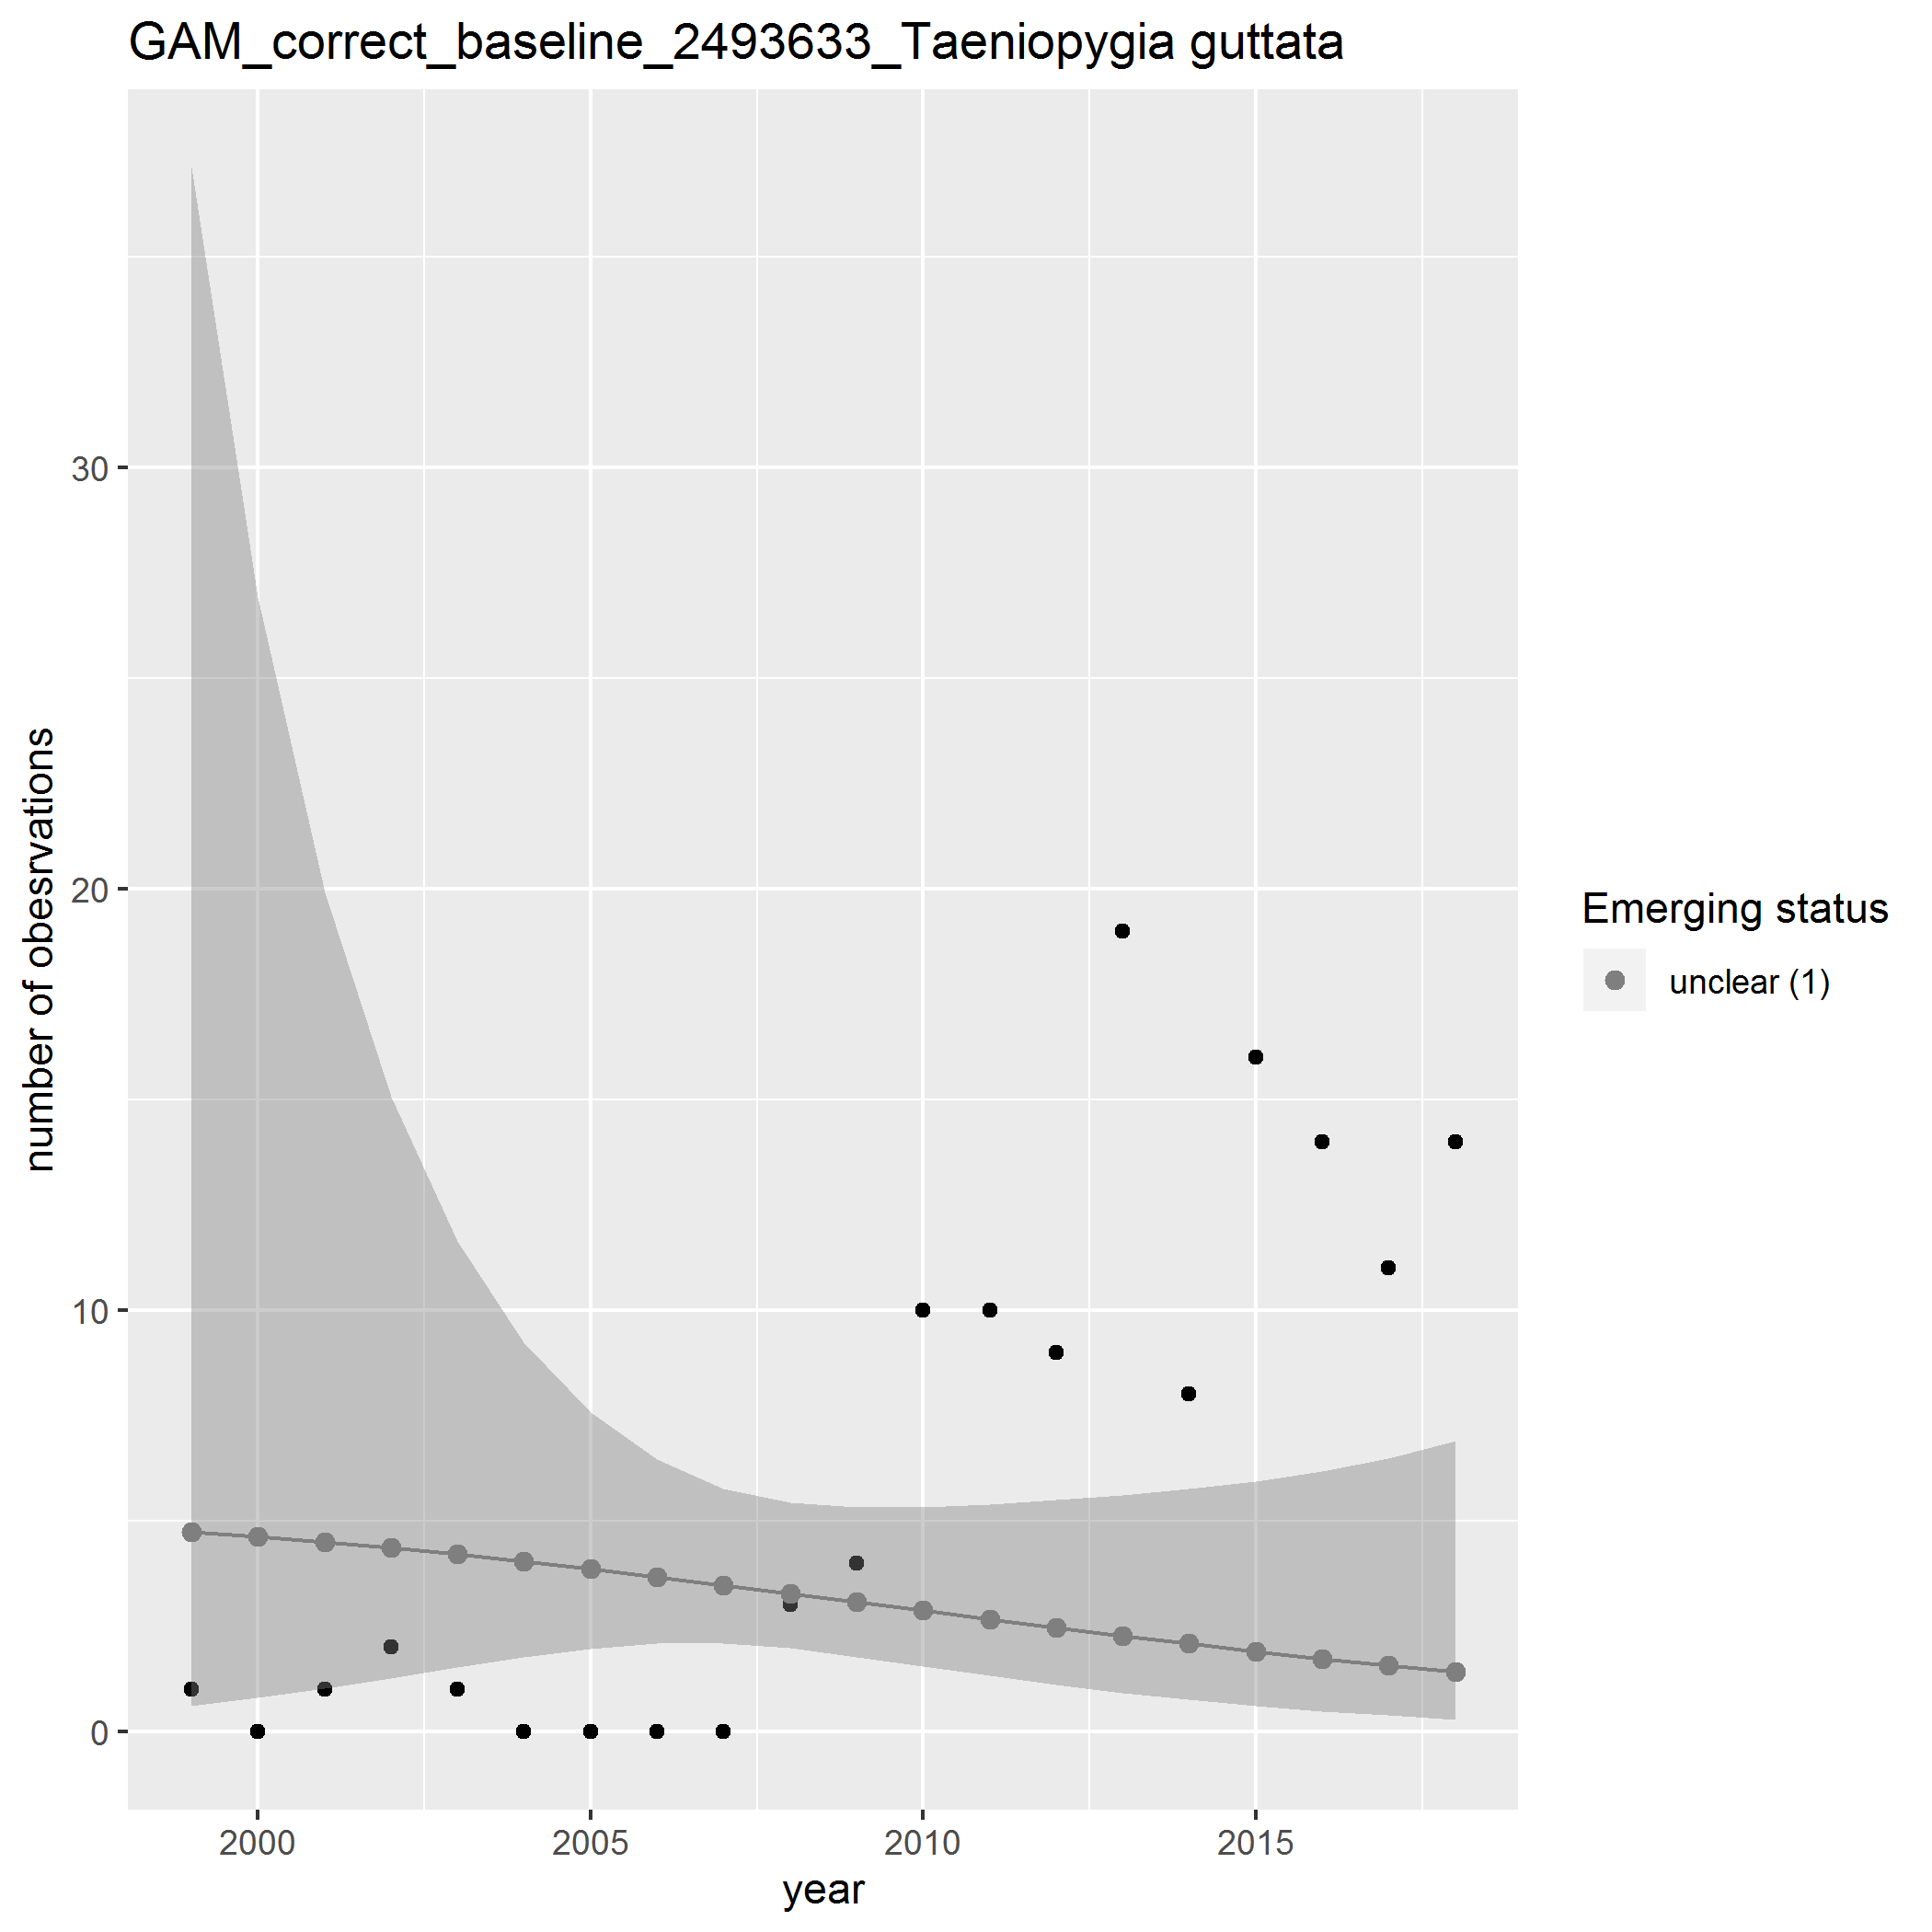 GAM_correct_baseline_2493633_Taeniopygia guttata
number of obesrvations
30
20
10
0
2000
2005
2010
2015
year
Emerging status
unclear (1)